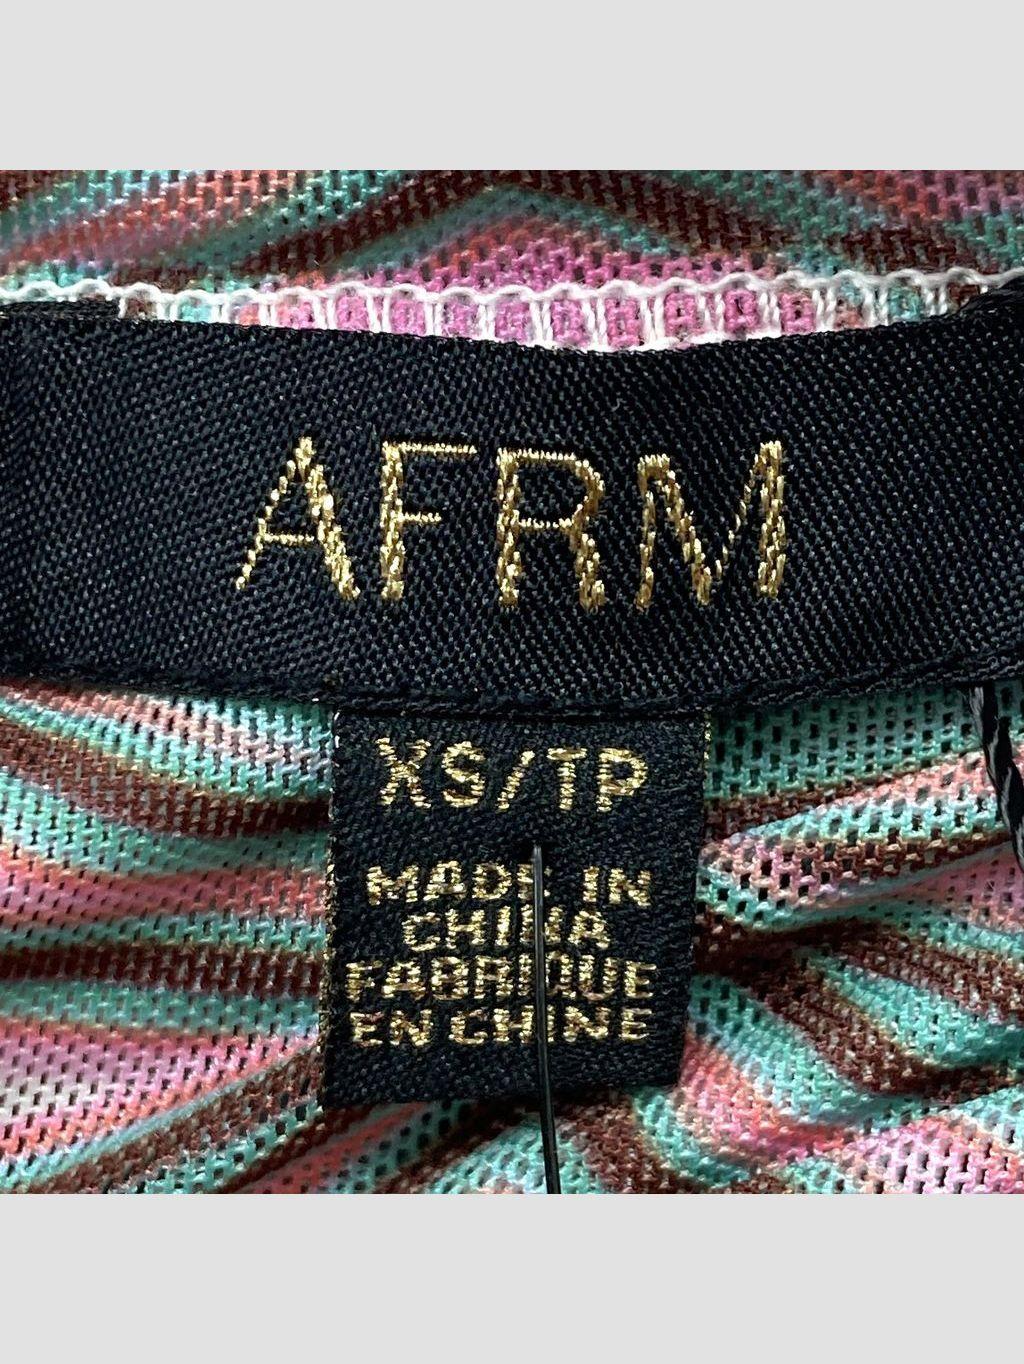 AFRM
XS/TP
MADE IN
CHINA
FABRIQUE
EN CHINE